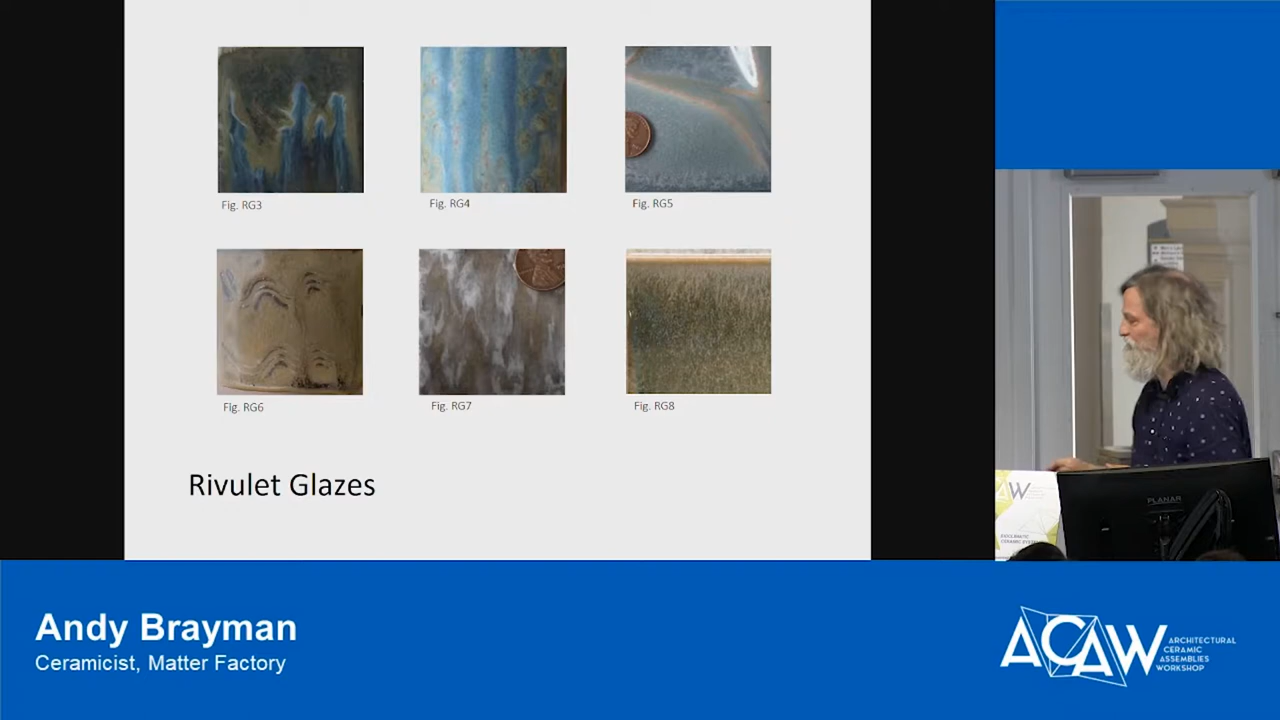 Fig. RG3
Fig. RG4
Fig. RG5
Fig. RG6
Fig. RG7
Fig. RG8
Rivulet Glazes
PLANAR
Andy Brayman
Ceramicist, Matter Factory
ACAW
ARCHITECTURAL
CERAMIC
ASSEMBLIES
WORKSHOP